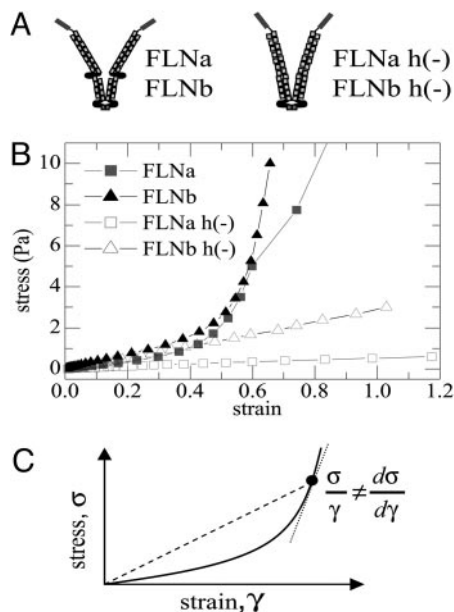 A
FLNa
FLNb
FLNa h(-)
FLNb h(-)
B
10
8
6
4
2
0
stress (Pa)
FLNa
FLNb
FLNa h(-)
FLNb h(-)
0.0 0.2 0.4 0.6 0.8 1.0 1.2
strain
C
stress, σ
σ/γ ≠ dσ/dγ
strain, γ